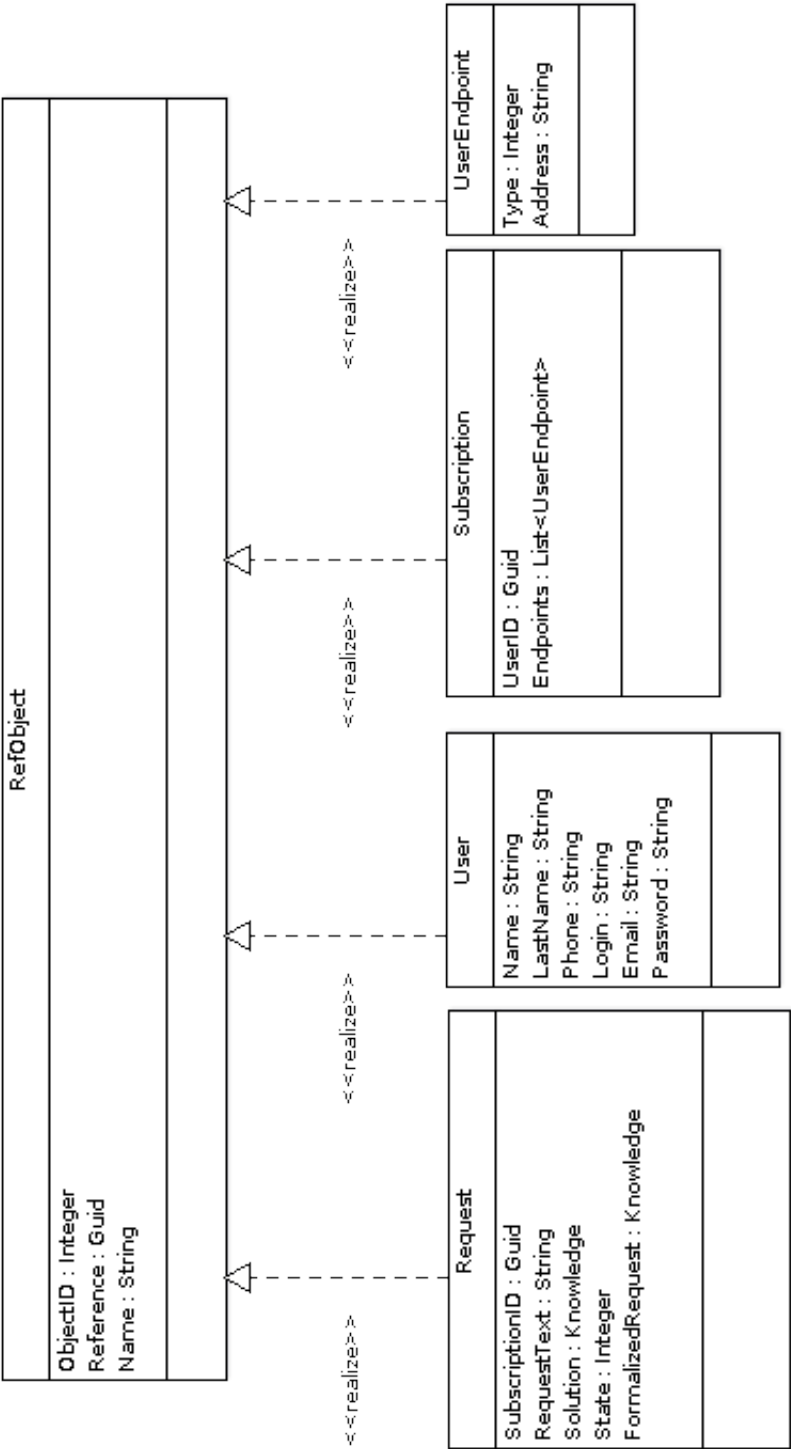 RefObject
ObjectID : Integer
Reference : Guid
Name : String
<<realize>>
<<realize>>
<<realize>>
<<realize>>
Request
SubscriptionID : Guid
RequestText : String
Solution : Knowledge
State : Integer
FormalizedRequest : Knowledge
User
Name : String
LastName : String
Phone : String
Login : String
Email : String
Password : String
Subscription
UserID : Guid
Endpoints : List<UserEndpoint>
UserEndpoint
Type : Integer
Address : String